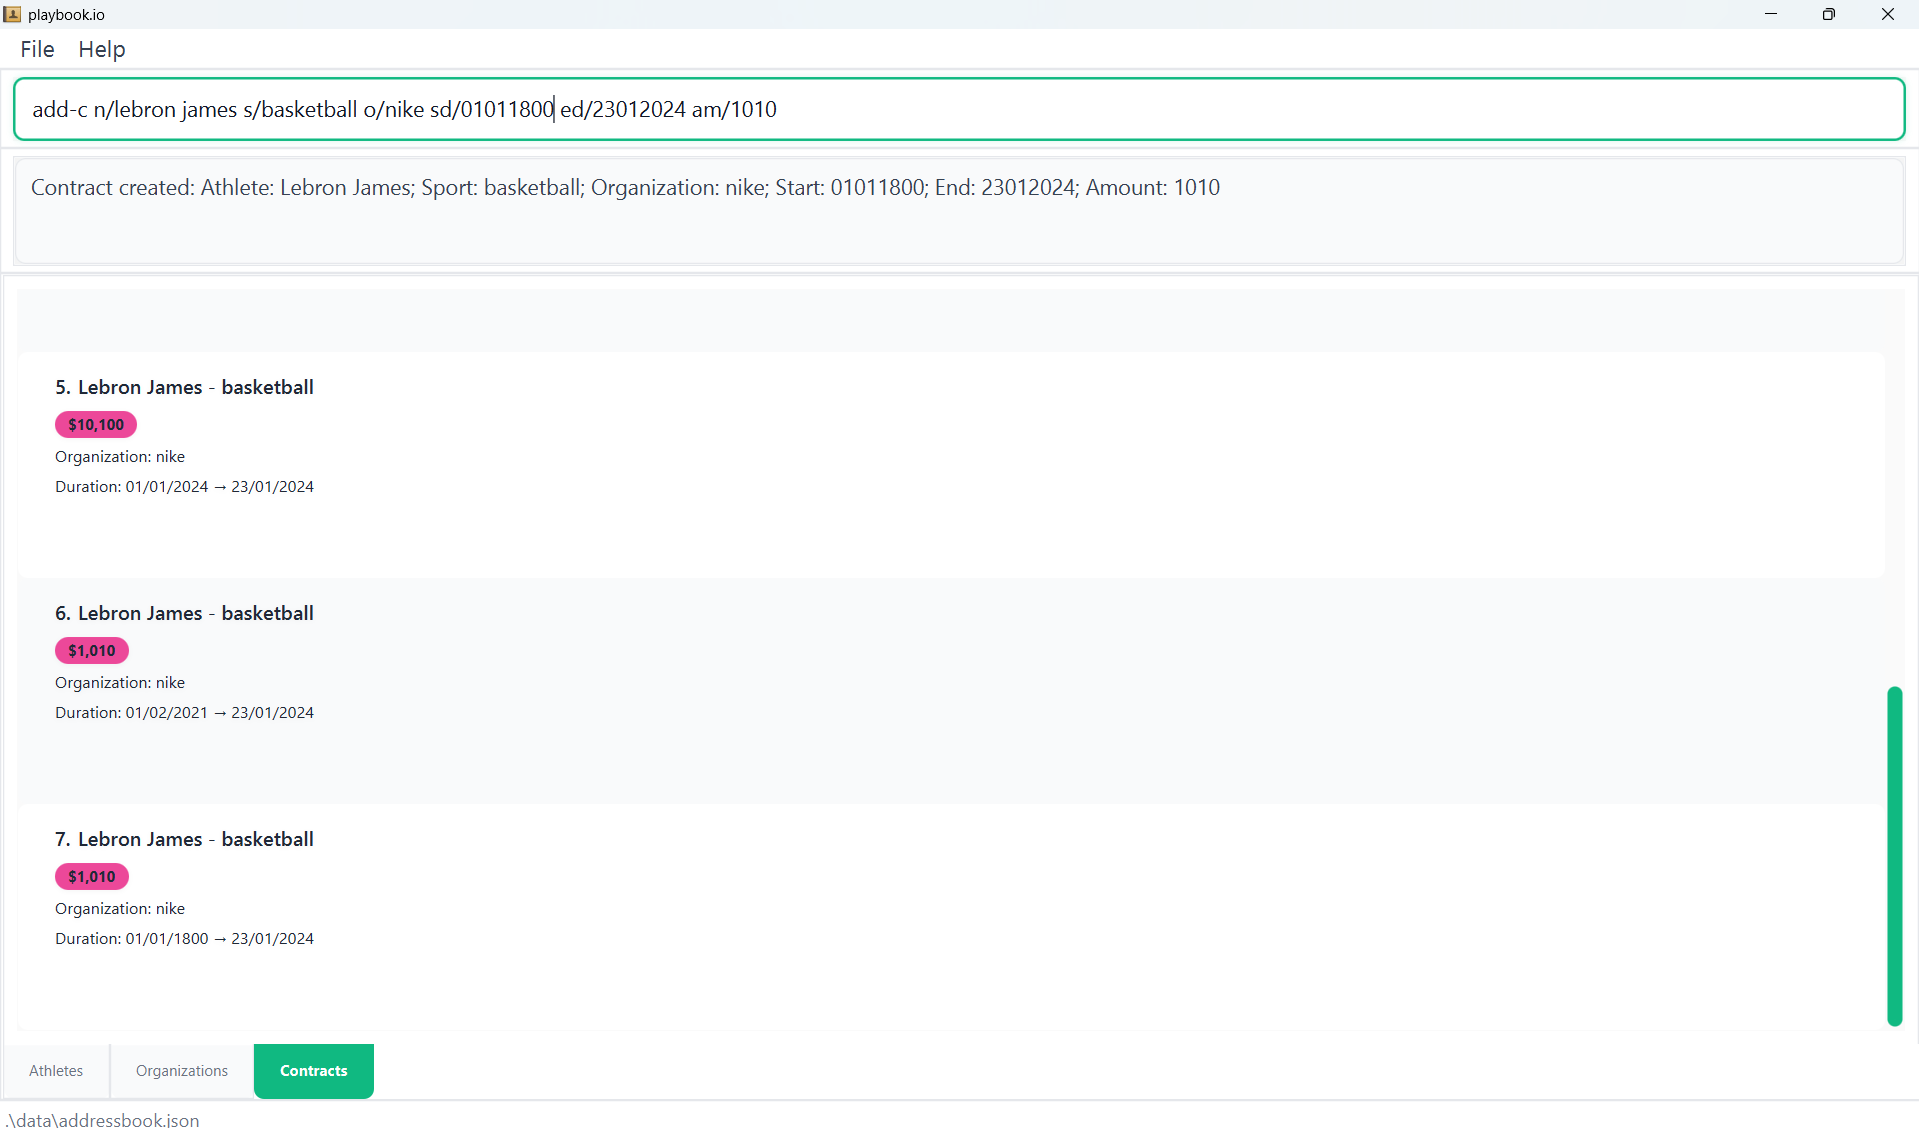 playbook.io
File Help
add-c n/lebron james s/basketball o/nike sd/01011800 ed/23012024 am/1010
Contract created: Athlete: Lebron James; Sport: basketball; Organization: nike; Start: 01011800; End: 23012024; Amount: 1010
5. Lebron James - basketball
$10,100
Organization: nike
Duration: 01/01/2024 → 23/01/2024
6. Lebron James - basketball
$1,010
Organization: nike
Duration: 01/02/2021 → 23/01/2024
7. Lebron James - basketball
$1,010
Organization: nike
Duration: 01/01/1800 → 23/01/2024
Athletes Organizations Contracts
.\data\addressbook.json